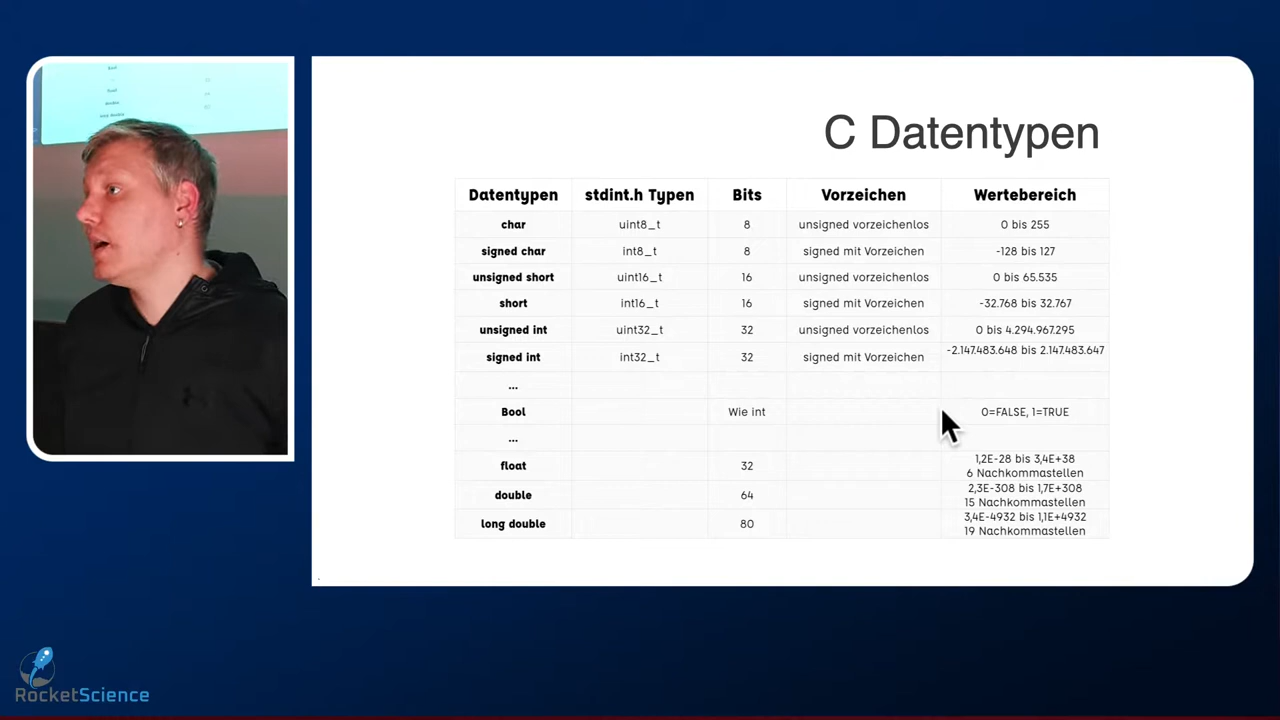 C Datentypen
Datentypen stdint.h Typen Bits Vorzeichen Wertebereich
char uint8_t 8 unsigned vorzeichenlos 0 bis 255
signed char int8_t 8 signed mit Vorzeichen -128 bis 127
unsigned short uint16_t 16 unsigned vorzeichenlos 0 bis 65.535
short int16_t 16 signed mit Vorzeichen -32.768 bis 32.767
unsigned int uint32_t 32 unsigned vorzeichenlos 0 bis 4.294.967.295
signed int int32_t 32 signed mit Vorzeichen -2.147.483.648 bis 2.147.483.647
...
Bool Wie int 0=FALSE, 1=TRUE
...
float 32 1,2E-28 bis 3,4E+38
6 Nachkommastellen
double 64 2,3E-308 bis 1,7E+308
15 Nachkommastellen
long double 80 3,4E-4932 bis 1,1E+4932
19 Nachkommastellen
RocketScience